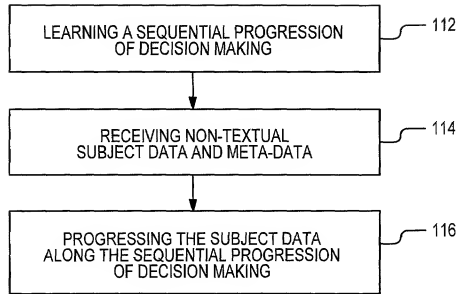 LEARNING A SEQUENTIAL PROGRESSION
OF DECISION MAKING
112
RECEIVING NON-TEXTUAL
SUBJECT DATA AND META-DATA
114
PROGRESSING THE SUBJECT DATA
ALONG THE SEQUENTIAL PROGRESSION
OF DECISION MAKING
116